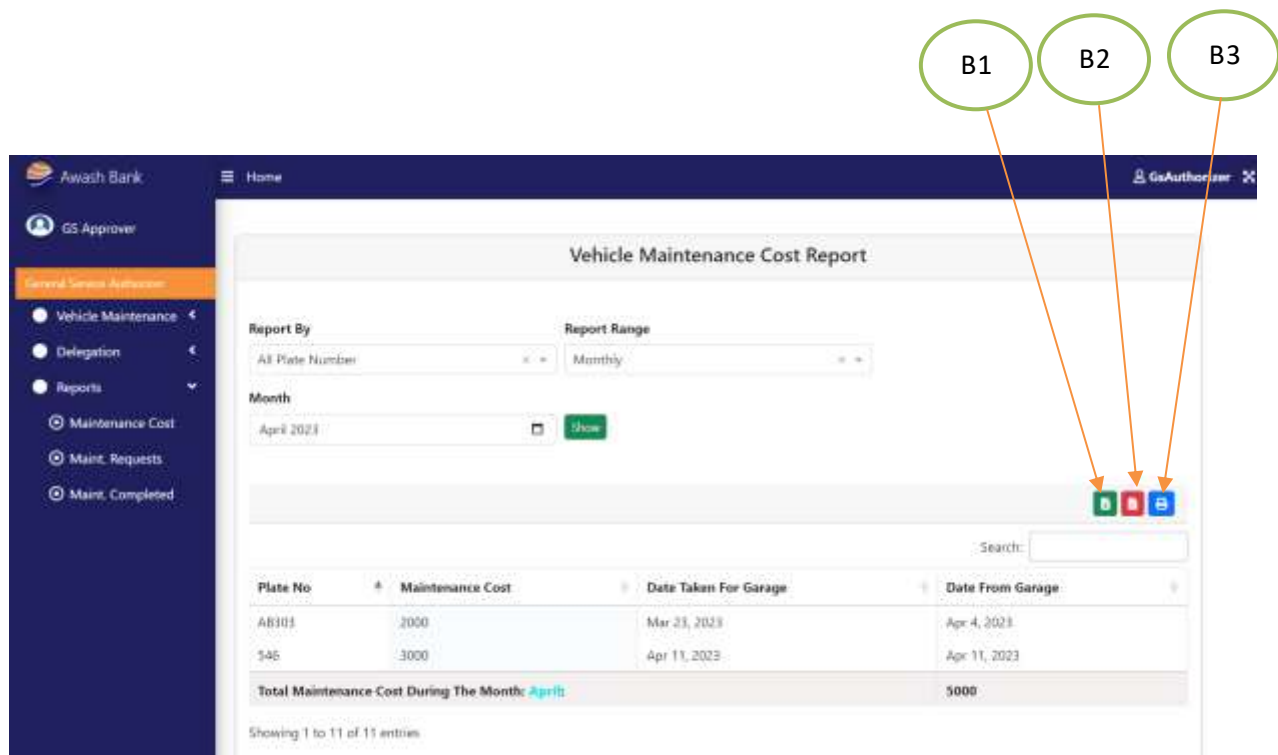 B1 B2 B3
Awash Bank Home GsAuthorizer
GS Approver
Vehicle Maintenance Cost Report
General Service Authorizer
Vehicle Maintenance
Report By Report Range
Delegation
All Plate Number Monthly
Reports
Month
Maintenance Cost
April 2023 Show
Maint. Requests
Maint. Completed
Search:
Plate No Maintenance Cost Date Taken For Garage Date From Garage
AB303 2000 Mar 23, 2023 Apr 4, 2023
546 3000 Apr 11, 2023 Apr 11, 2023
Total Maintenance Cost During The Month: 5000
Showing 1 to 11 of 11 entries